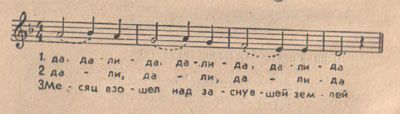 1. да. да-ли-да. да-ли-да, да-ли-да
2 да - ли, да - ли, да-ли-да
3Ме-сяц взо-шел над за-снув-шей зем-лей